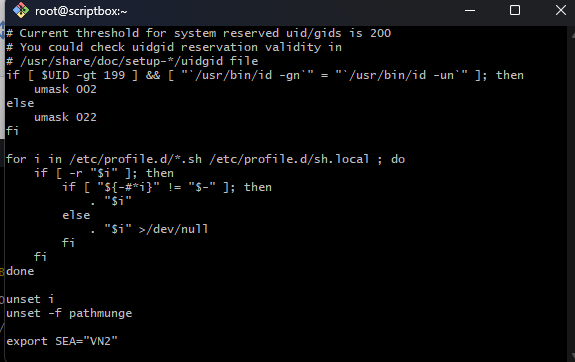 root@scriptbox:~
# Current threshold for system reserved uid/gids is 200
# You could check uidgid reservation validity in
# /usr/share/doc/setup-*/uidgid file
if [ $UID -gt 199 ] && [ "`/usr/bin/id -gn`" = "`/usr/bin/id -un`" ]; then
    umask 002
else
    umask 022
fi

for i in /etc/profile.d/*.sh /etc/profile.d/sh.local ; do
    if [ -r "$i" ]; then
        if [ "${-#*i}" != "$-" ]; then
            . "$i"
        else
            . "$i" >/dev/null
        fi
    fi
done

unset i
unset -f pathmunge

export SEA="VN2"